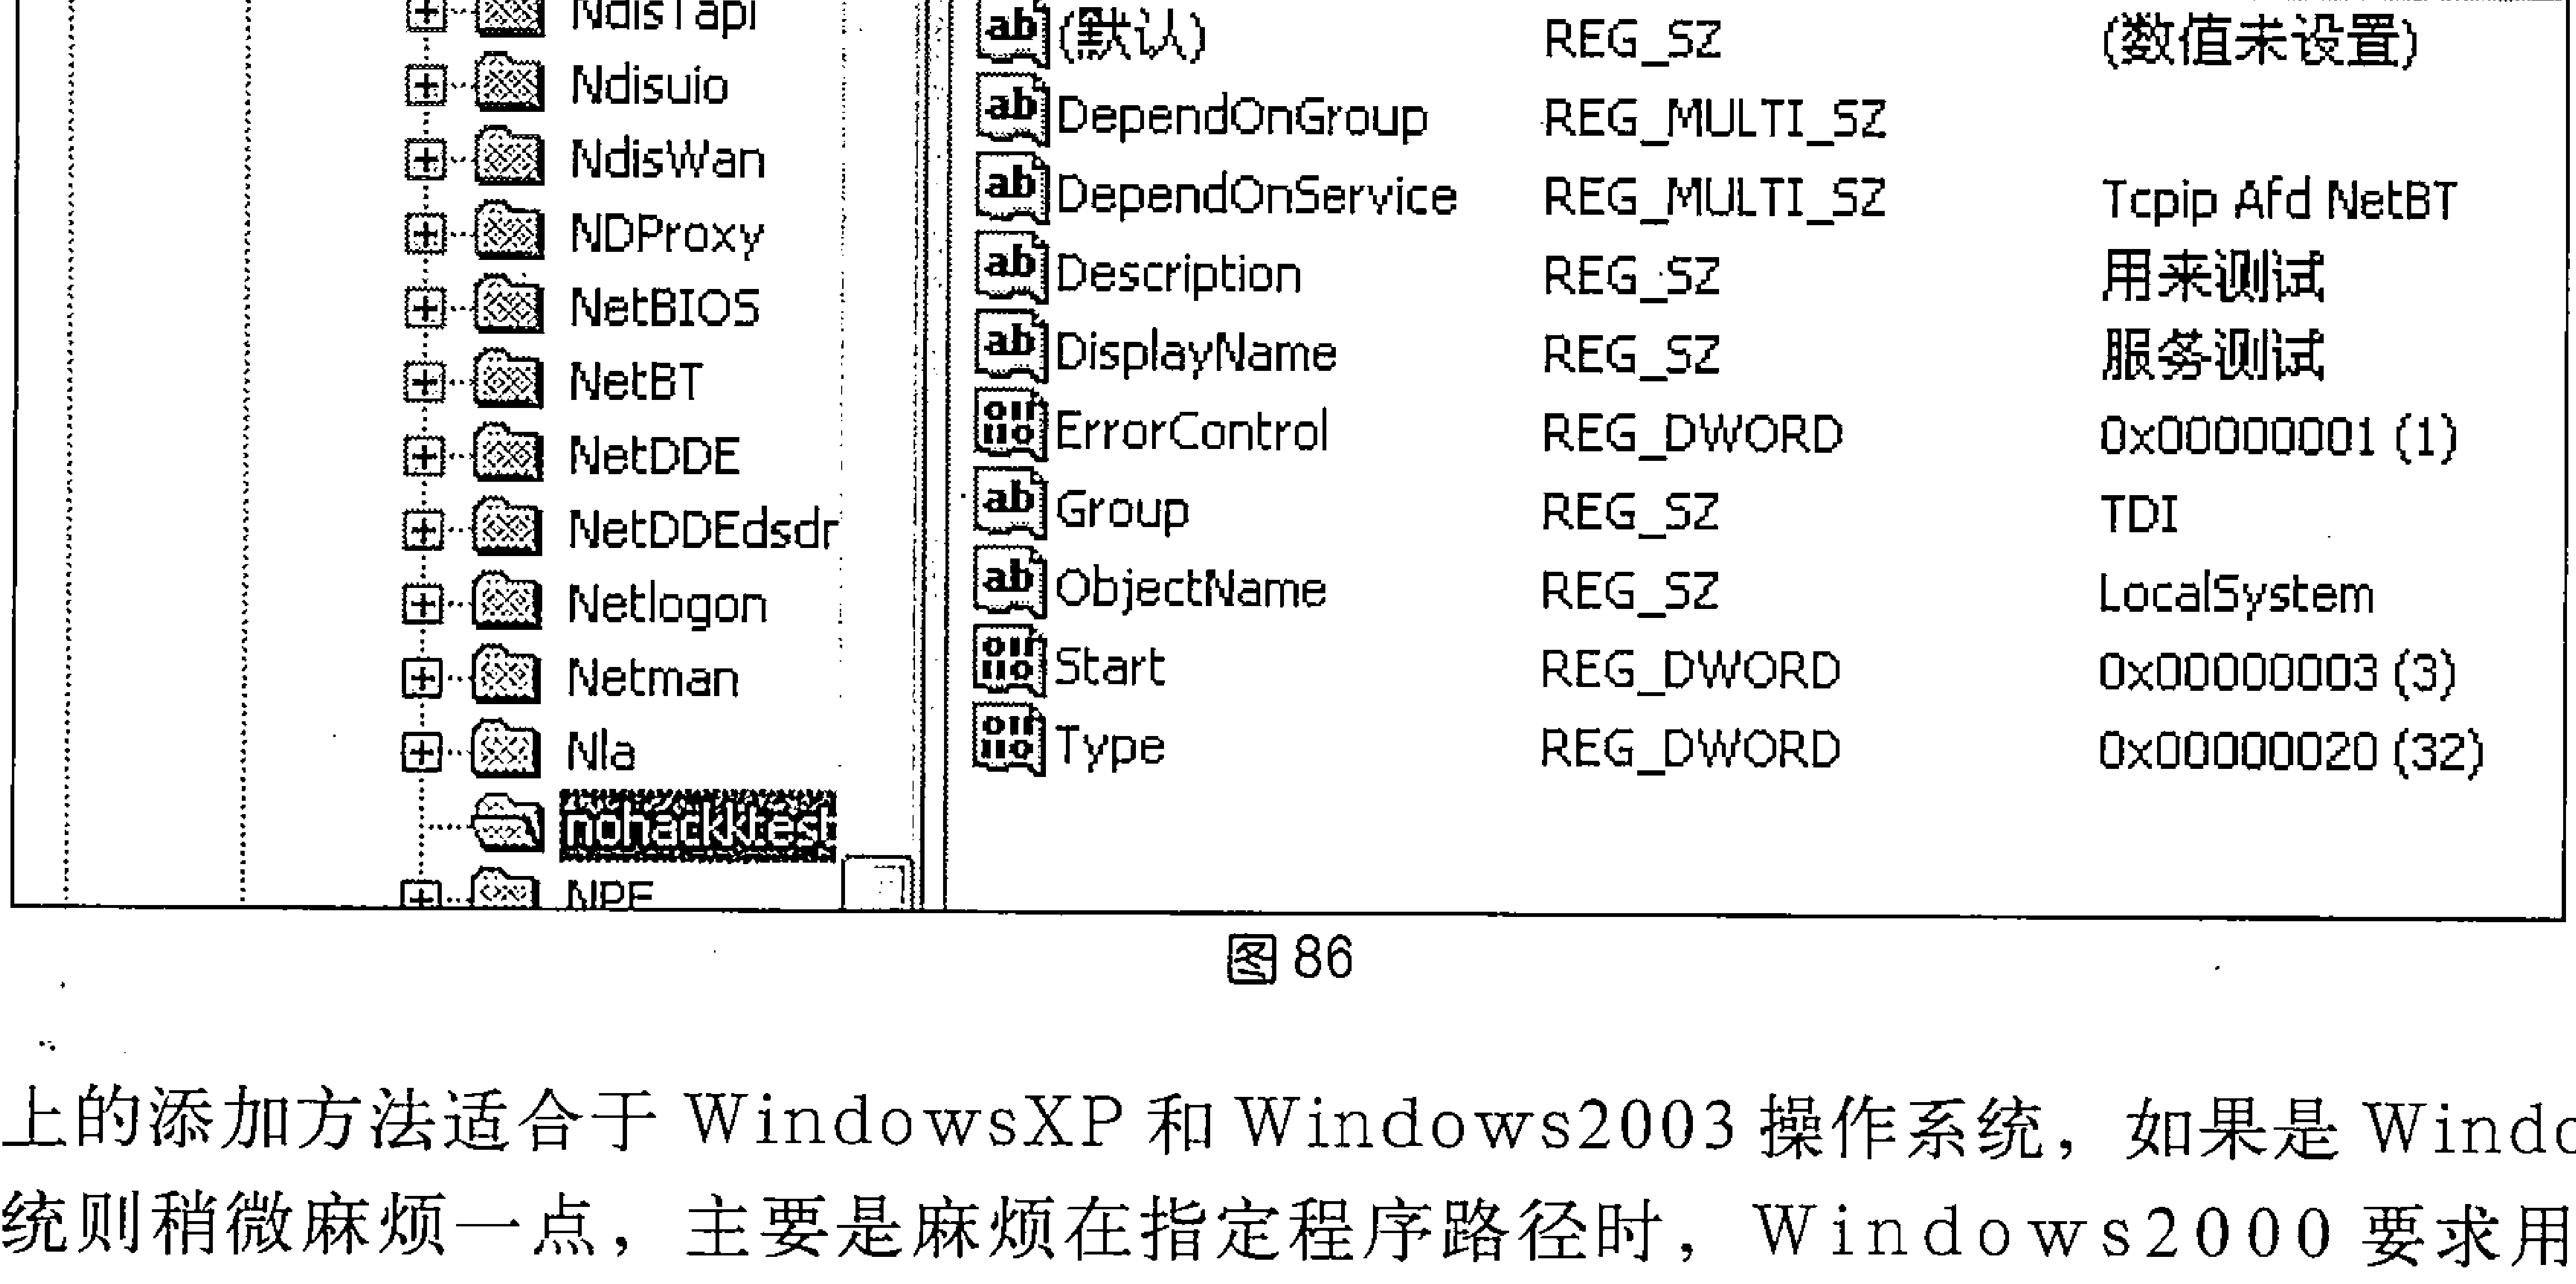 NdisTapi
Ndisuio
NdisWan
NDProxy
NetBIOS
NetBT
NetDDE
NetDDEdsdr
Netlogon
Netman
Nla
nohackktest
NPF
(默认) REG_SZ (数值未设置)
DependOnGroup REG_MULTI_SZ
DependOnService REG_MULTI_SZ Tcpip Afd NetBT
Description REG_SZ 用来测试
DisplayName REG_SZ 服务测试
ErrorControl REG_DWORD 0x00000001 (1)
Group REG_SZ TDI
ObjectName REG_SZ LocalSystem
Start REG_DWORD 0x00000003 (3)
Type REG_DWORD 0x00000020 (32)
图 86
上的添加方法适合于 WindowsXP 和 Windows2003 操作系统，如果是 Windo
统则稍微麻烦一点，主要是麻烦在指定程序路径时，Windows2000 要求用